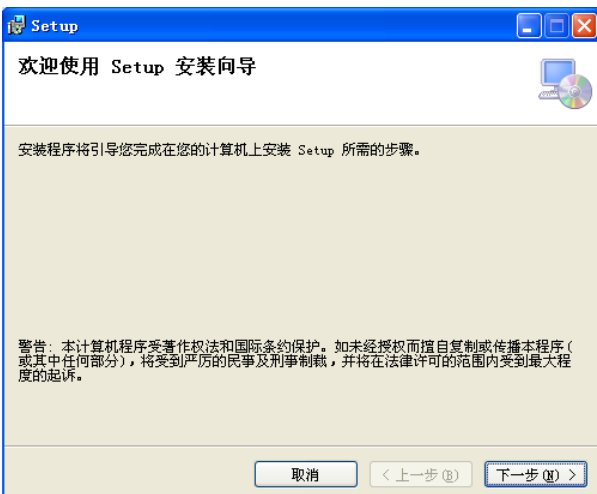 Setup
欢迎使用 Setup 安装向导
安装程序将引导您完成在您的计算机上安装 Setup 所需的步骤。
警告: 本计算机程序受著作权法和国际条约保护。如未经授权而擅自复制或传播本程序(
或其中任何部分), 将受到严厉的民事及刑事制裁, 并将在法律许可的范围内受到最大程
度的起诉。
取消
< 上一步(B)
下一步(N) >